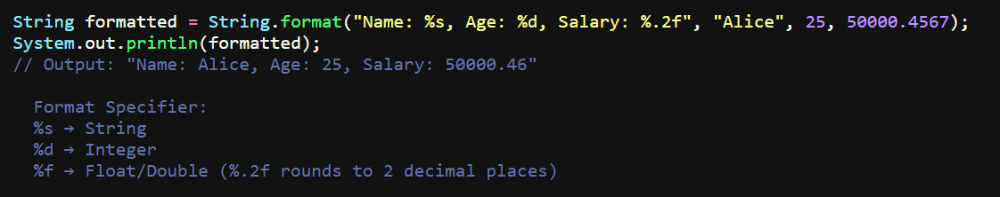 String formatted = String.format("Name: %s, Age: %d, Salary: %.2f", "Alice", 25, 50000.4567);
System.out.println(formatted);
// Output: "Name: Alice, Age: 25, Salary: 50000.46"
Format Specifier:
%s → String
%d → Integer
%f → Float/Double (%.2f rounds to 2 decimal places)